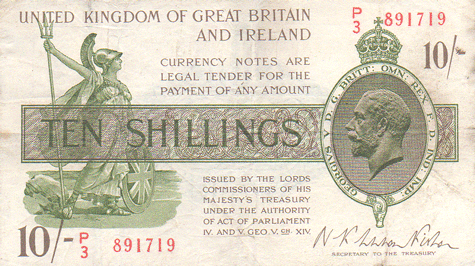 UNITED KINGDOM OF GREAT BRITAIN
AND IRELAND
P/3 891719
10/-
CURRENCY NOTES ARE
LEGAL TENDER FOR THE
PAYMENT OF ANY AMOUNT
TEN SHILLINGS
GEORGIVS V D. G. BRITT: OMN: REX F. D. IND: IMP:
ISSUED BY THE LORDS
COMMISSIONERS OF HIS
MAJESTY'S TREASURY
UNDER THE AUTHORITY
OF ACT OF PARLIAMENT
IV. AND V. GEO. V. CH. XIV.
10/- P/3 891719
SECRETARY TO THE TREASURY